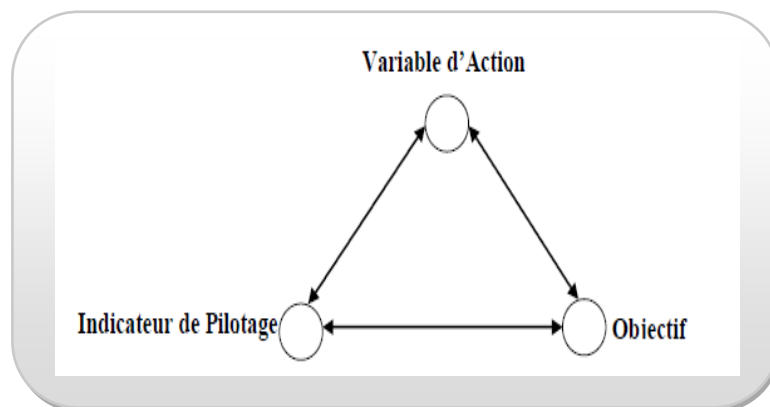 Variable d’Action
Indicateur de Pilotage
Objectif